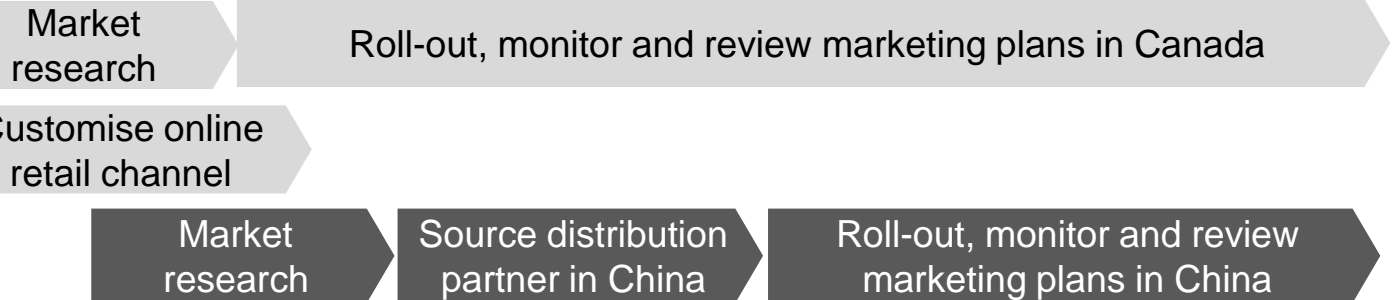 Market
research
Roll-out, monitor and review marketing plans in Canada
Customise online
retail channel
Market
research
Source distribution
partner in China
Roll-out, monitor and review
marketing plans in China